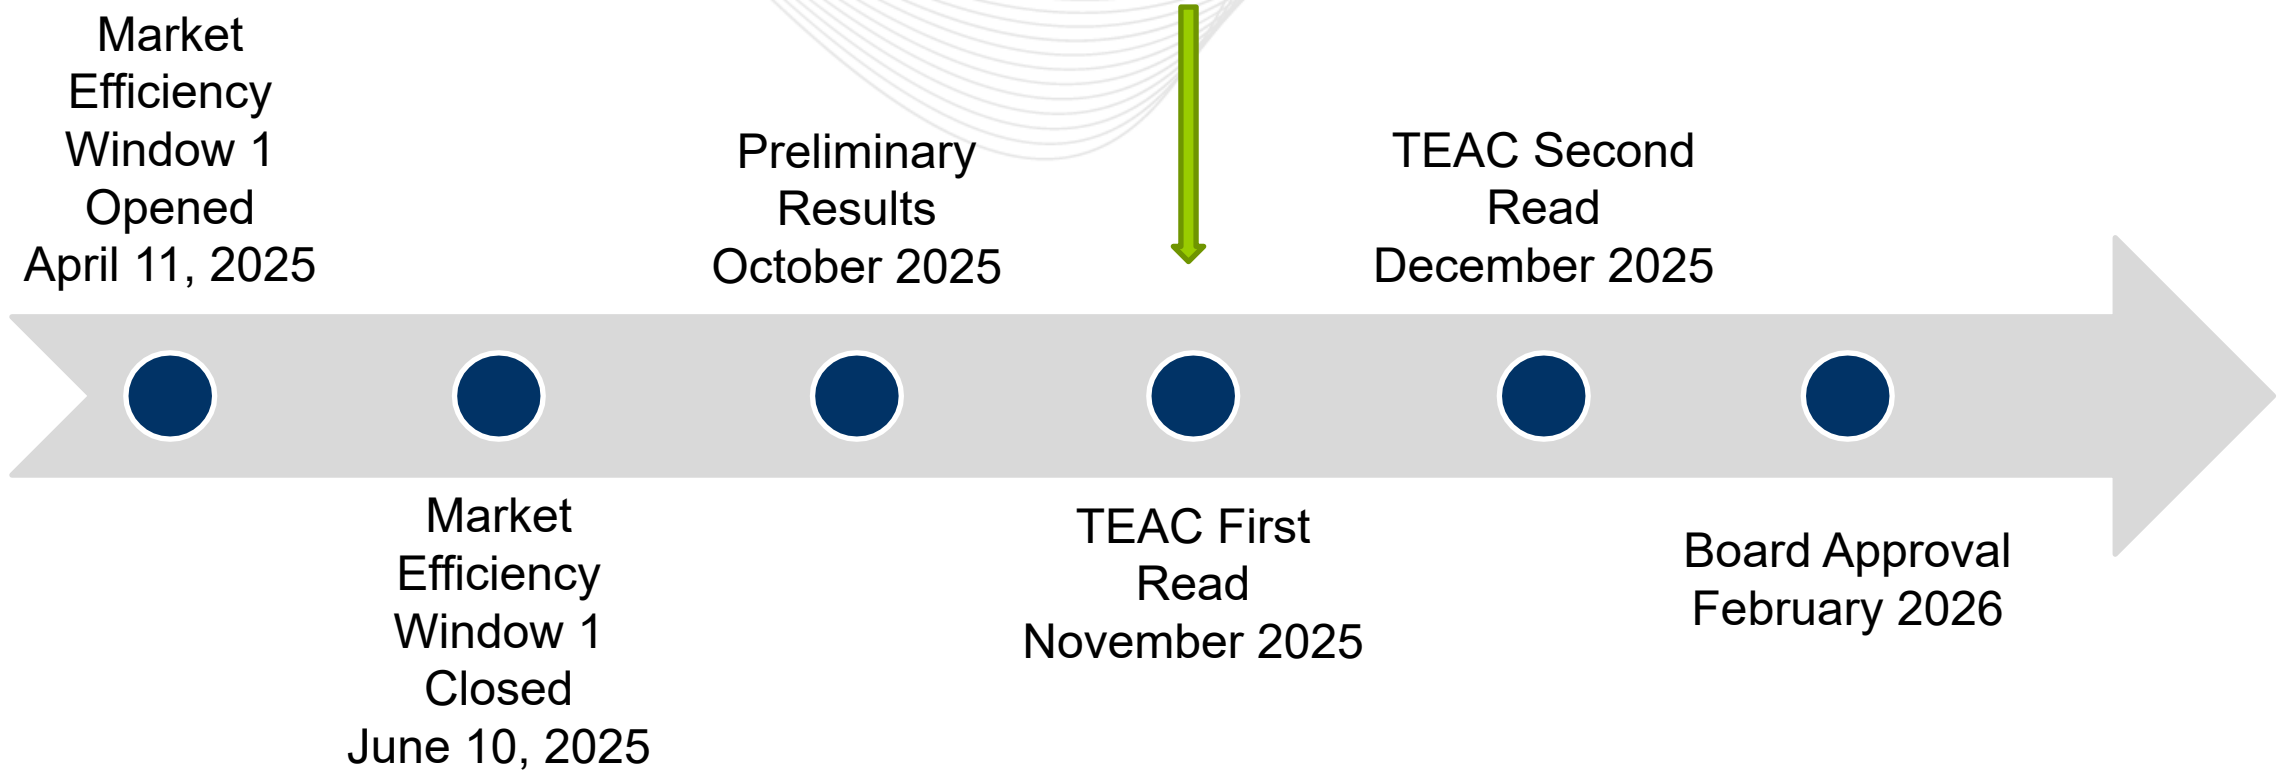 Market
Efficiency
Window 1
Opened
April 11, 2025
Market
Efficiency
Window 1
Closed
June 10, 2025
Preliminary
Results
October 2025
TEAC First
Read
November 2025
TEAC Second
Read
December 2025
Board Approval
February 2026